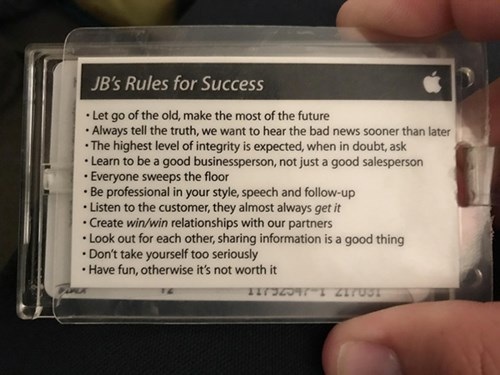 JB's Rules for Success
• Let go of the old, make the most of the future
• Always tell the truth, we want to hear the bad news sooner than later
• The highest level of integrity is expected, when in doubt, ask
• Learn to be a good businessperson, not just a good salesperson
• Everyone sweeps the floor
• Be professional in your style, speech and follow-up
• Listen to the customer, they almost always get it
• Create win/win relationships with our partners
• Look out for each other, sharing information is a good thing
• Don't take yourself too seriously
• Have fun, otherwise it's not worth it